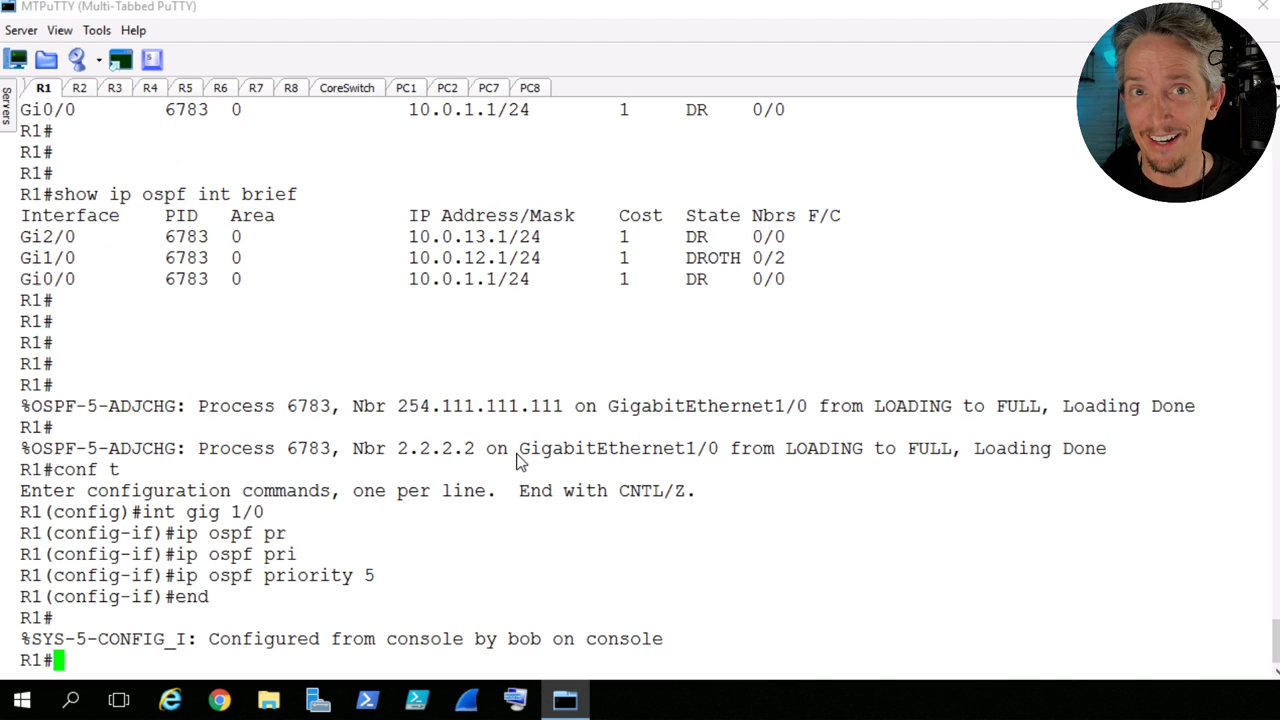 MTPuTTY (Multi-Tabbed PuTTY)
Server View Tools Help
R1 R2 R3 R4 R5 R6 R7 R8 CoreSwitch PC1 PC2 PC7 PC8
Servers
Gi0/0 6783 0 10.0.1.1/24 1 DR 0/0
R1#
R1#
R1#
R1#show ip ospf int brief
Interface PID Area IP Address/Mask Cost State Nbrs F/C
Gi2/0 6783 0 10.0.13.1/24 1 DR 0/0
Gi1/0 6783 0 10.0.12.1/24 1 DROTH 0/2
Gi0/0 6783 0 10.0.1.1/24 1 DR 0/0
R1#
R1#
R1#
R1#
R1#
%OSPF-5-ADJCHG: Process 6783, Nbr 254.111.111.111 on GigabitEthernet1/0 from LOADING to FULL, Loading Done
R1#
%OSPF-5-ADJCHG: Process 6783, Nbr 2.2.2.2 on GigabitEthernet1/0 from LOADING to FULL, Loading Done
R1#conf t
Enter configuration commands, one per line. End with CNTL/Z.
R1(config)#int gig 1/0
R1(config-if)#ip ospf pr
R1(config-if)#ip ospf pri
R1(config-if)#ip ospf priority 5
R1(config-if)#end
R1#
%SYS-5-CONFIG_I: Configured from console by bob on console
R1#